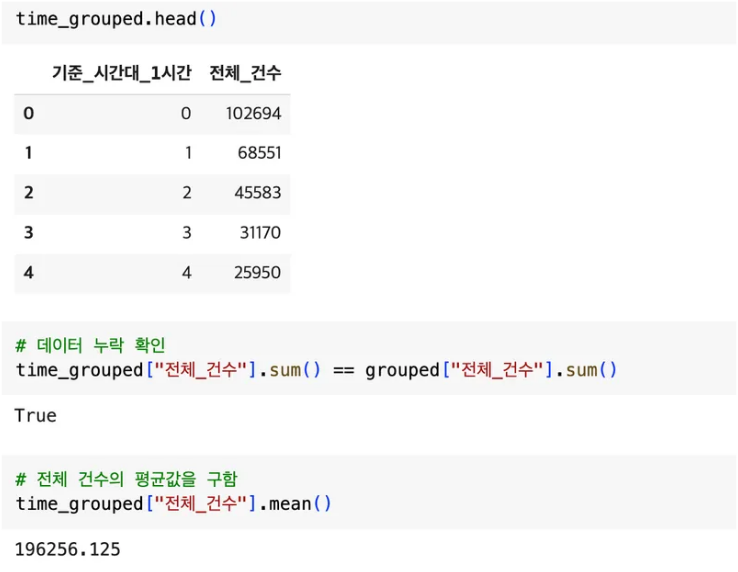 time_grouped.head()
기준_시간대_1시간 전체_건수
0 0 102694
1 1 68551
2 2 45583
3 3 31170
4 4 25950
# 데이터 누락 확인
time_grouped["전체_건수"].sum() == grouped["전체_건수"].sum()
True
# 전체 건수의 평균값을 구함
time_grouped["전체_건수"].mean()
196256.125